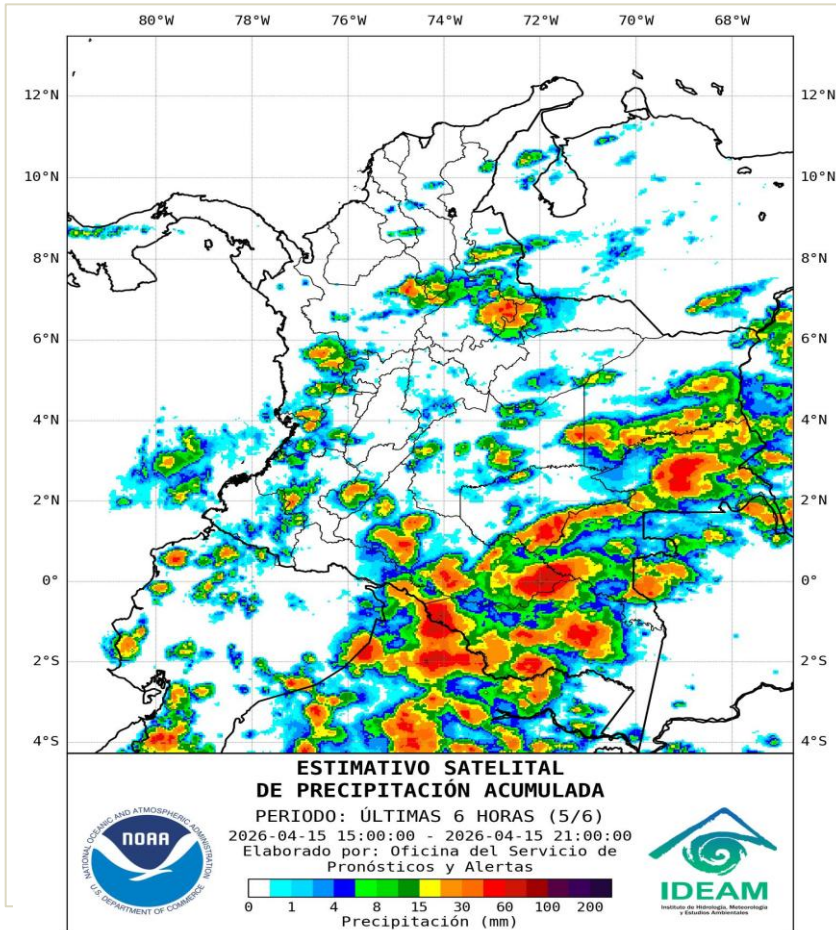 80°W 78°W 76°W 74°W 72°W 70°W 68°W
12°N 12°N
10°N 10°N
8°N 8°N
6°N 6°N
4°N 4°N
2°N 2°N
0° 0°
2°S 2°S
4°S 4°S
ESTIMATIVO SATELITAL
DE PRECIPITACIÓN ACUMULADA
PERIODO: ÚLTIMAS 6 HORAS (5/6)
2026-04-15 15:00:00 - 2026-04-15 21:00:00
Elaborado por: Oficina del Servicio de
Pronósticos y Alertas
0 1 4 8 15 30 60 100 200
Precipitación (mm)
NATIONAL OCEANIC AND ATMOSPHERIC ADMINISTRATION
NOAA
U.S. DEPARTMENT OF COMMERCE
IDEAM
Instituto de Hidrología, Meteorología
y Estudios Ambientales